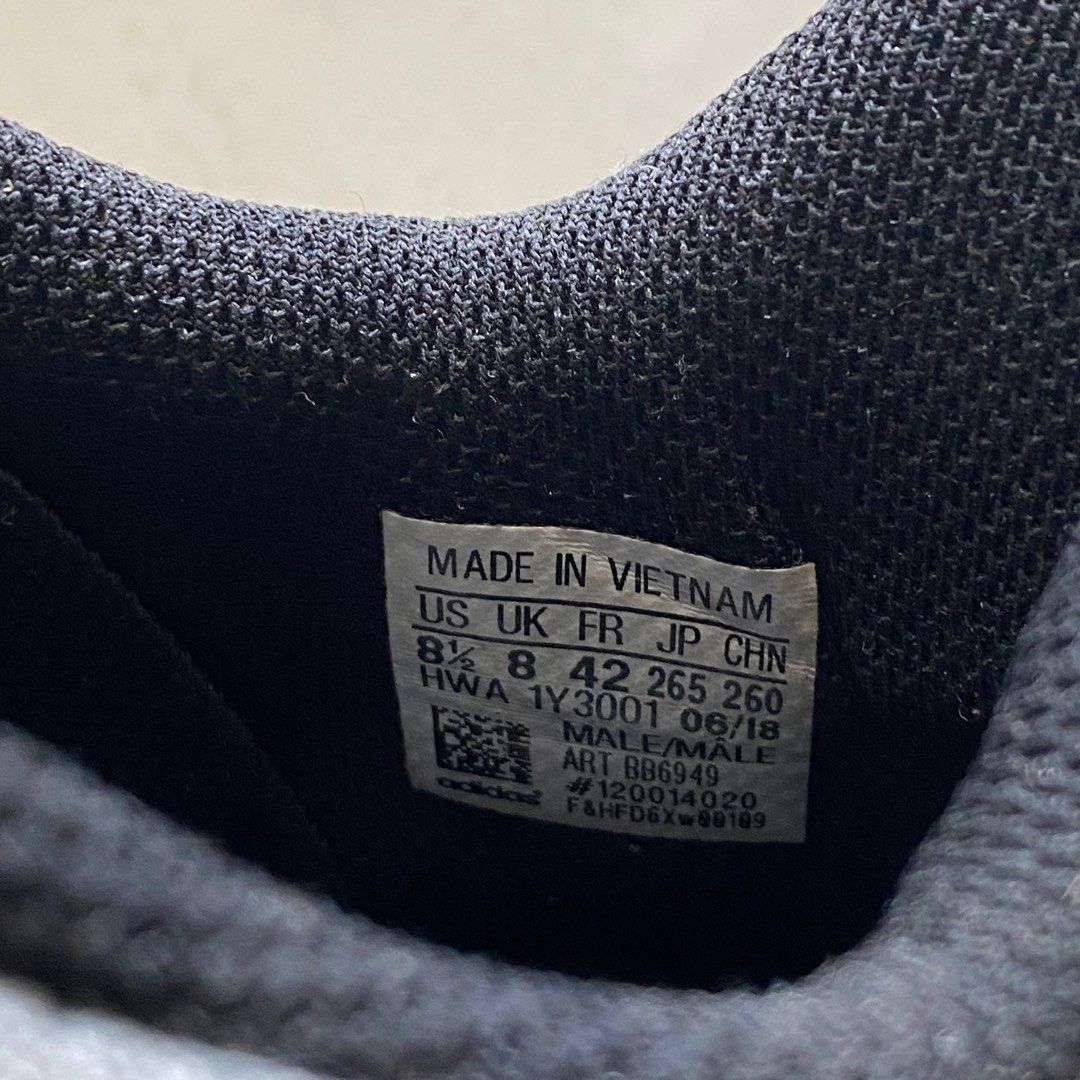 MADE IN VIETNAM
US UK FR JP CHN
8½ 8 42 265 260
HWA 1Y3001 06/18
MALE/MÂLE
ART BB6949
#120014020
adidas